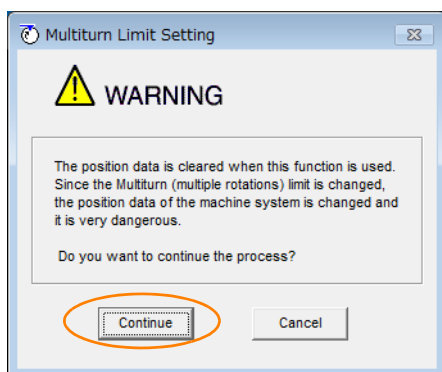 Multiturn Limit Setting
WARNING
The position data is cleared when this function is used.
Since the Multiturn (multiple rotations) limit is changed,
the position data of the machine system is changed and
it is very dangerous.
Do you want to continue the process?
Continue
Cancel